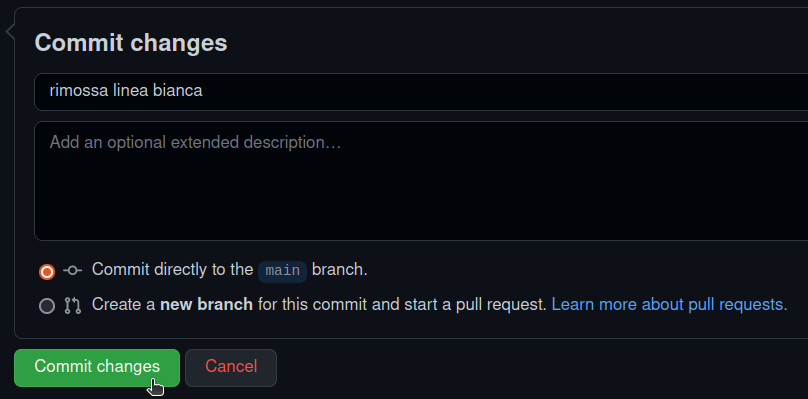 Commit changes
rimossa linea bianca
Add an optional extended description…
Commit directly to the main branch.
Create a new branch for this commit and start a pull request. Learn more about pull requests.
Commit changes Cancel